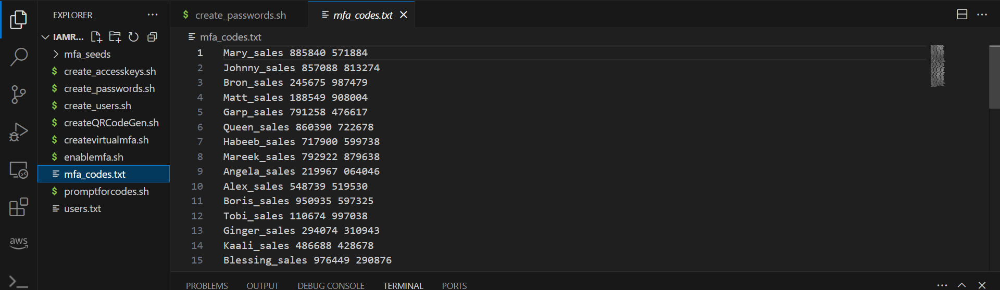 EXPLORER
IAMR...
mfa_seeds
$ create_accesskeys.sh
$ create_passwords.sh
$ create_users.sh
$ createQRCodeGen.sh
$ createvirtualmfa.sh
$ enablemfa.sh
mfa_codes.txt
$ promptforcodes.sh
users.txt
aws
$ create_passwords.sh
mfa_codes.txt
mfa_codes.txt
1 Mary_sales 885840 571884
2 Johnny_sales 857088 813274
3 Bron_sales 245675 987479
4 Matt_sales 188549 908004
5 Garp_sales 791258 476617
6 Queen_sales 860390 722678
7 Habeeb_sales 717900 599738
8 Mareek_sales 792922 879638
9 Angela_sales 219967 064046
10 Alex_sales 548739 519530
11 Boris_sales 950935 597325
12 Tobi_sales 110674 997038
13 Ginger_sales 294074 310943
14 Kaali_sales 486688 428678
15 Blessing_sales 976449 290876
PROBLEMS OUTPUT DEBUG CONSOLE TERMINAL PORTS